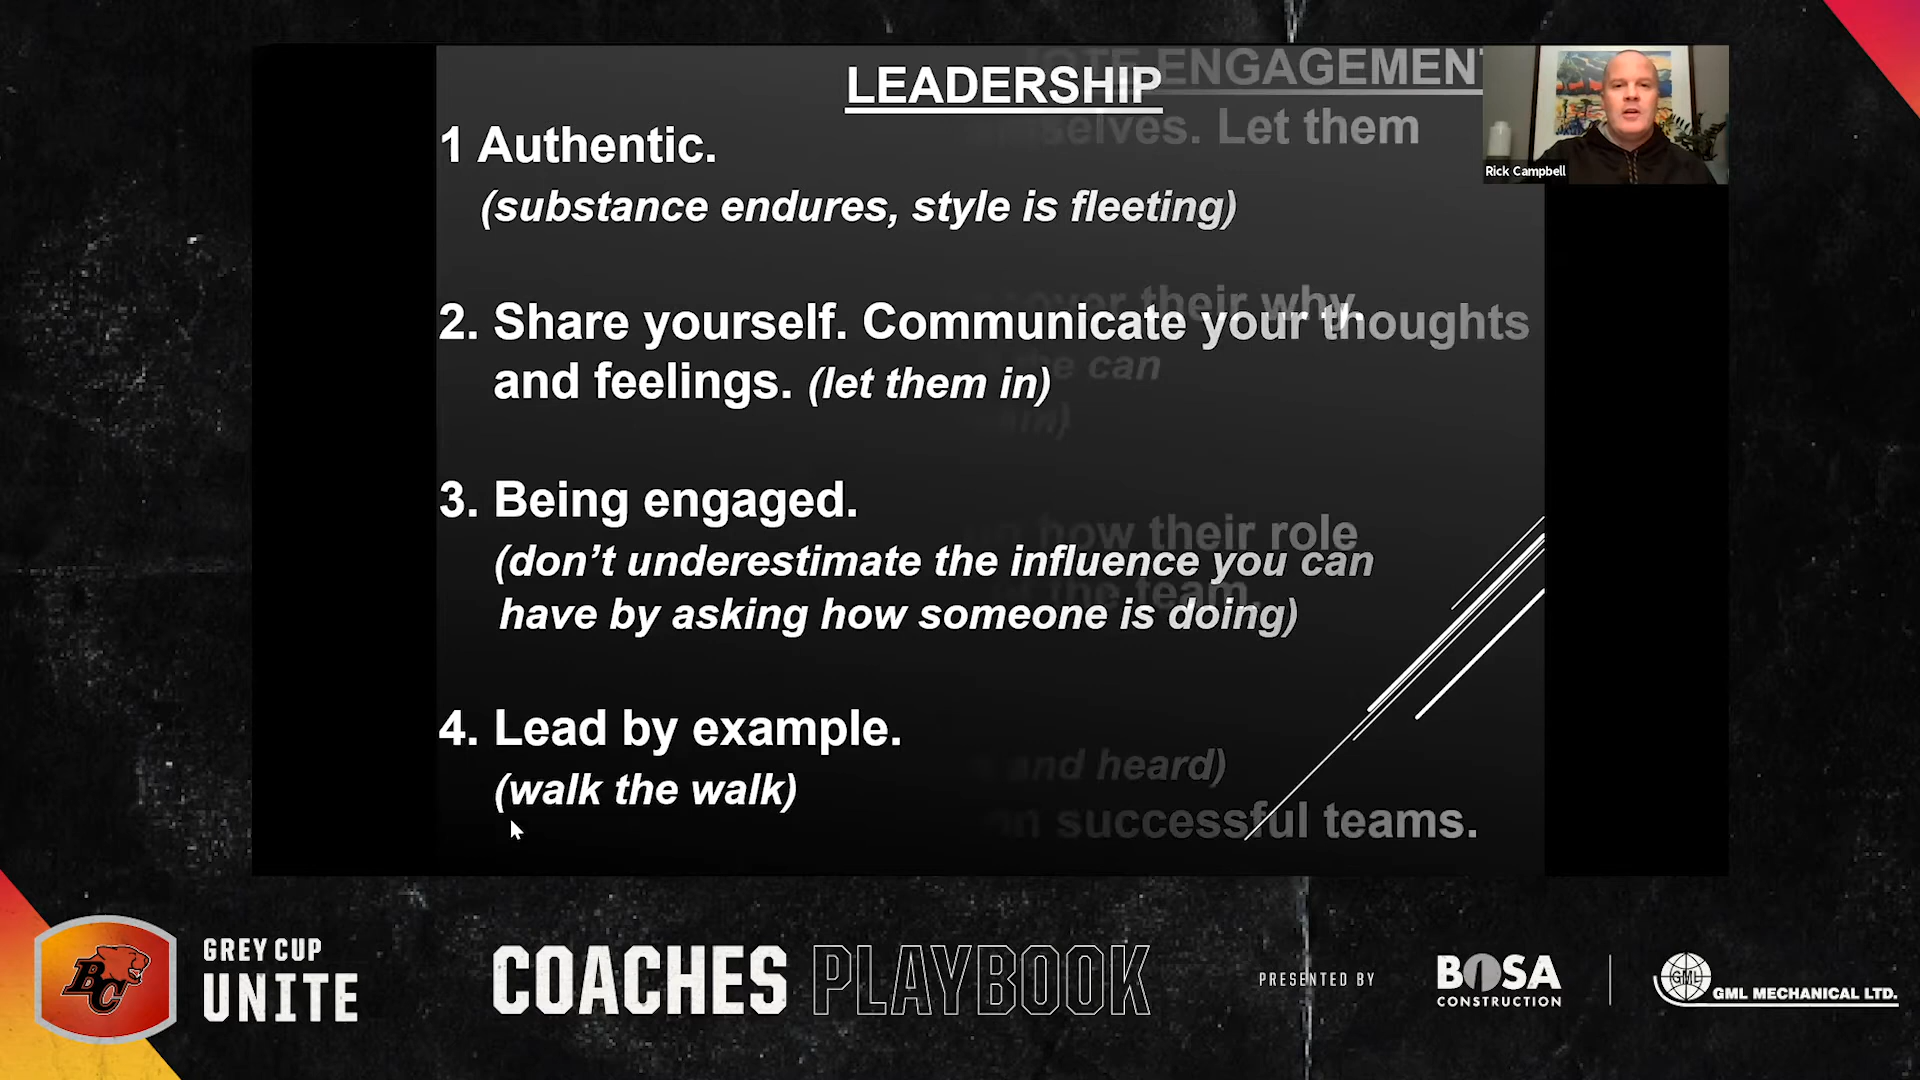 LEADERSHIP
ENGAGEMENT
1 Authentic.
selves. Let them
(substance endures, style is fleeting)
their why.
2. Share yourself. Communicate your thoughts
can
and feelings. (let them in)
3. Being engaged.
how their role
(don’t underestimate the influence you can
the team.
have by asking how someone is doing)
4. Lead by example.
and heard)
(walk the walk)
successful teams.
Rick Campbell
BC
GREY CUP
UNITE
COACHES PLAYBOOK
PRESENTED BY
BOSA
CONSTRUCTION
GML
GML MECHANICAL LTD.